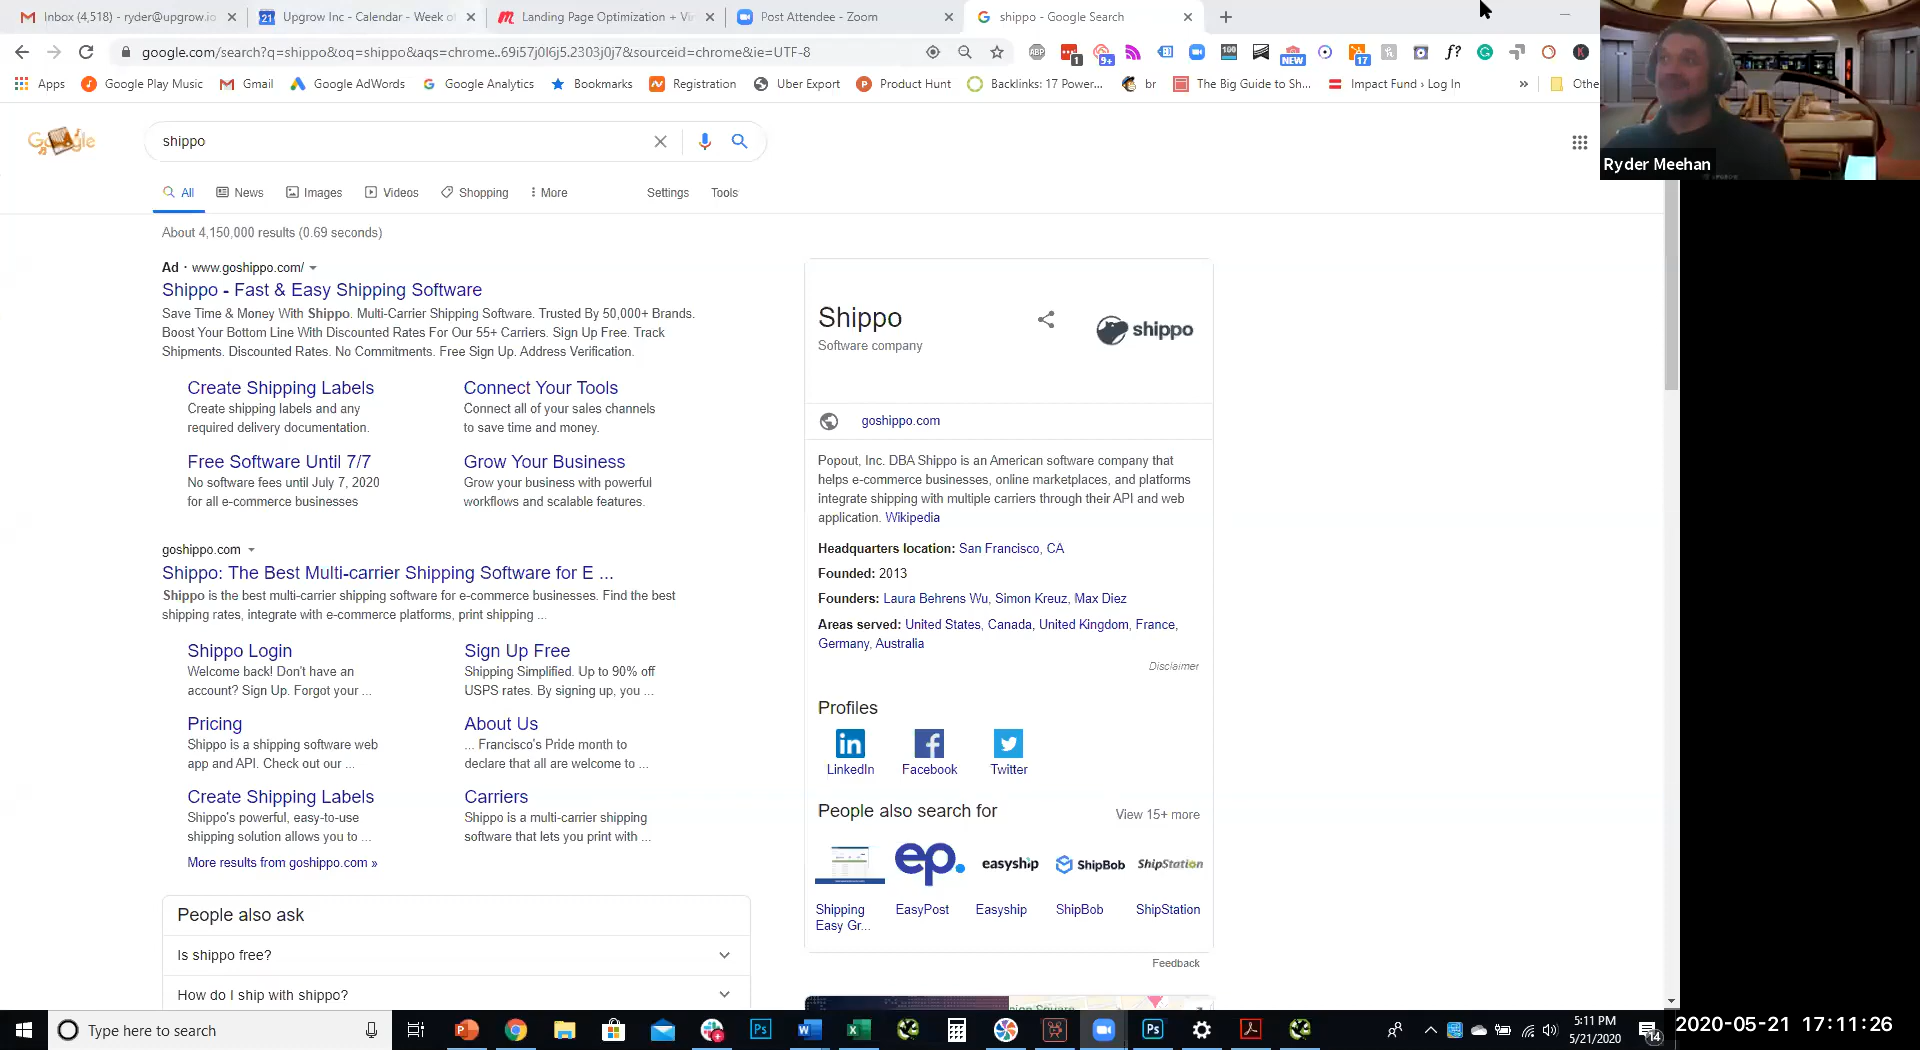 Inbox (4,518) - ryder@upgrow.io
Upgrow Inc - Calendar - Week of
Landing Page Optimization + Vir
Post Attendee - Zoom
shippo - Google Search
google.com/search?q=shippo&oq=shippo&aqs=chrome..69i57j0l6j5.2303j0j7&sourceid=chrome&ie=UTF-8
ABP
1
9+
100
NEW
17
f?
K
Apps
Google Play Music
Gmail
Google AdWords
Google Analytics
Bookmarks
Registration
Uber Export
Product Hunt
Backlinks: 17 Power...
br
The Big Guide to Sh...
Impact Fund › Log In
»
Othe
Ryder Meehan
shippo
All
News
Images
Videos
Shopping
More
Settings
Tools
About 4,150,000 results (0.69 seconds)
Ad · www.goshippo.com/
Shippo - Fast & Easy Shipping Software
Save Time & Money With Shippo. Multi-Carrier Shipping Software. Trusted By 50,000+ Brands.
Boost Your Bottom Line With Discounted Rates For Our 55+ Carriers. Sign Up Free. Track
Shipments. Discounted Rates. No Commitments. Free Sign Up. Address Verification.
Create Shipping Labels
Create shipping labels and any
required delivery documentation.
Connect Your Tools
Connect all of your sales channels
to save time and money.
Free Software Until 7/7
No software fees until July 7, 2020
for all e-commerce businesses
Grow Your Business
Grow your business with powerful
workflows and scalable features.
goshippo.com
Shippo: The Best Multi-carrier Shipping Software for E ...
Shippo is the best multi-carrier shipping software for e-commerce businesses. Find the best
shipping rates, integrate with e-commerce platforms, print shipping ...
Shippo Login
Welcome back! Don't have an
account? Sign Up. Forgot your ...
Sign Up Free
Shipping Simplified. Up to 90% off
USPS rates. By signing up, you ...
Pricing
Shippo is a shipping software web
app and API. Check out our ...
About Us
... Francisco's Pride month to
declare that all are welcome to ...
Create Shipping Labels
Shippo's powerful, easy-to-use
shipping solution allows you to ...
Carriers
Shippo is a multi-carrier shipping
software that lets you print with ...
More results from goshippo.com »
People also ask
Is shippo free?
How do I ship with shippo?
Shippo
Software company
shippo
goshippo.com
Popout, Inc. DBA Shippo is an American software company that
helps e-commerce businesses, online marketplaces, and platforms
integrate shipping with multiple carriers through their API and web
application. Wikipedia
Headquarters location: San Francisco, CA
Founded: 2013
Founders: Laura Behrens Wu, Simon Kreuz, Max Diez
Areas served: United States, Canada, United Kingdom, France,
Germany, Australia
Disclaimer
Profiles
LinkedIn
Facebook
Twitter
People also search for
View 15+ more
ep.
easyship
ShipBob
ShipStation
Shipping
Easy Gr...
EasyPost
Easyship
ShipBob
ShipStation
Feedback
Type here to search
5:11 PM
5/21/2020
14
2020-05-21 17:11:26